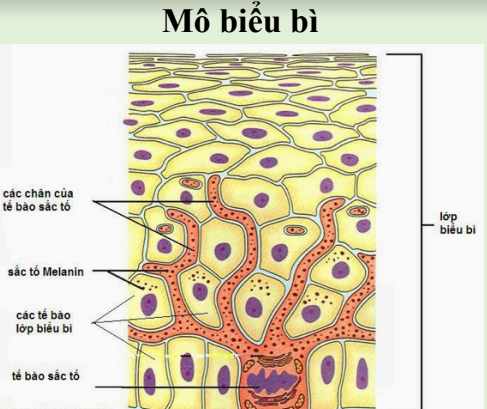 Mô biểu bì
các chân của
tế bào sắc tố
sắc tố Melanin
các tế bào
lớp biểu bì
tế bào sắc tố
lớp
biểu bì